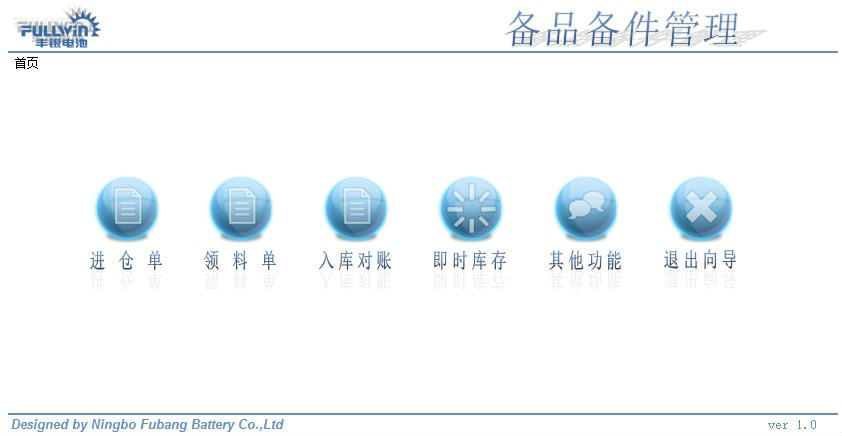 FULLWIN
丰银电池
备品备件管理
首页
进仓单 领料单 入库对账 即时库存 其他功能 退出向导
Designed by Ningbo Fubang Battery Co.,Ltd ver 1.0